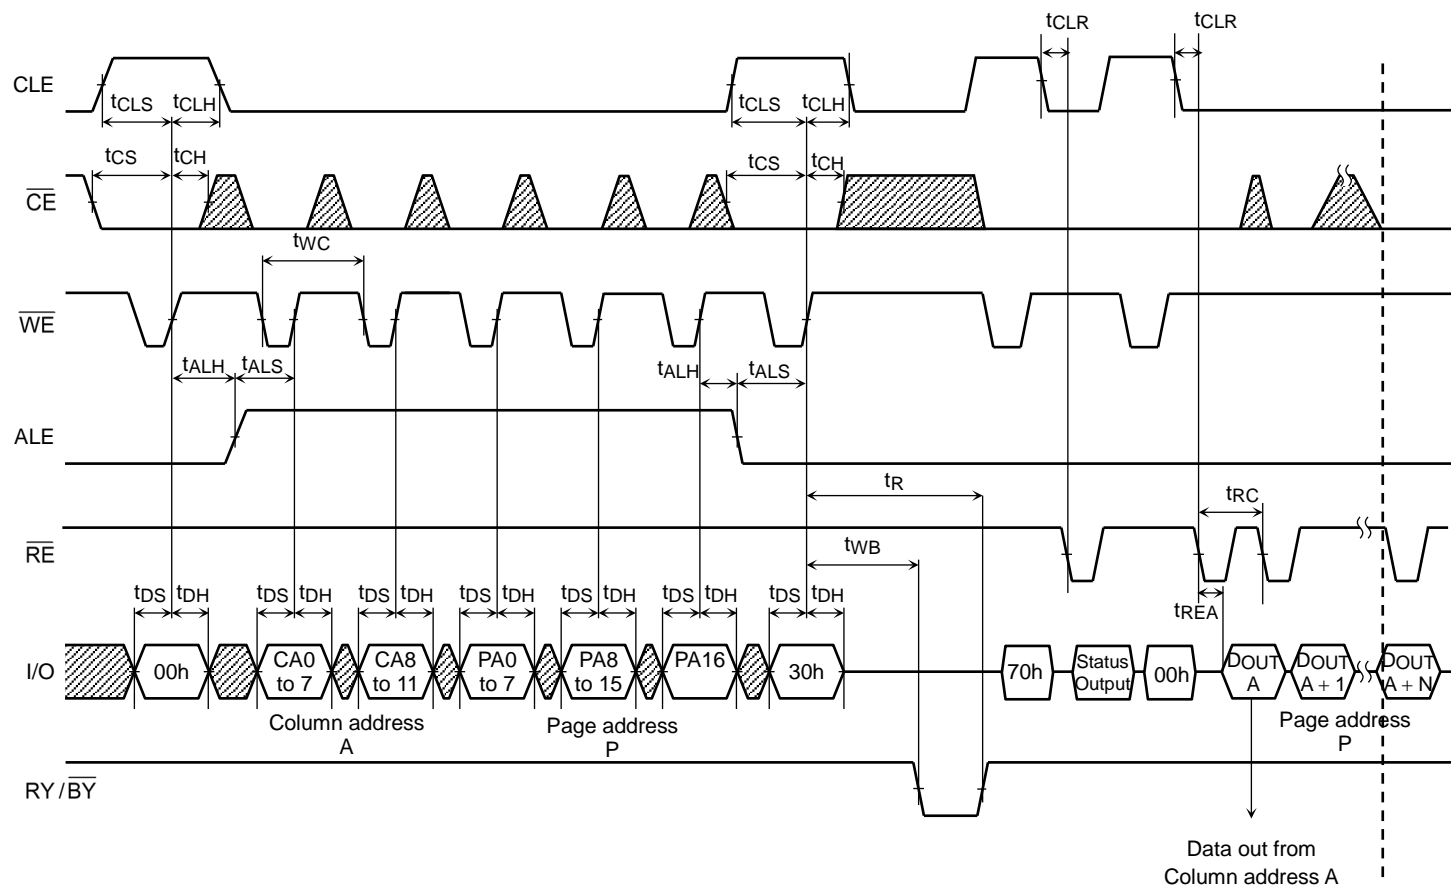 tCLR tCLR
CLE
tCLS tCLH tCLS tCLH
tCS tCH tCS tCH
CE
tWC
WE
tALH tALS tALH tALS
ALE
tR tRC
RE
tWB
tDS tDH tDS tDH tDS tDH tDS tDH tDS tDH tDS tDH tDS tDH
tREA
I/O
00h
CA0
to 7
CA8
to 11
PA0
to 7
PA8
to 15
PA16
30h
70h
Status
Output
00h
DOUT
A
DOUT
A + 1
DOUT
A + N
Column address
A
Page address
P
Page address
P
RY/BY
Data out from
Column address A